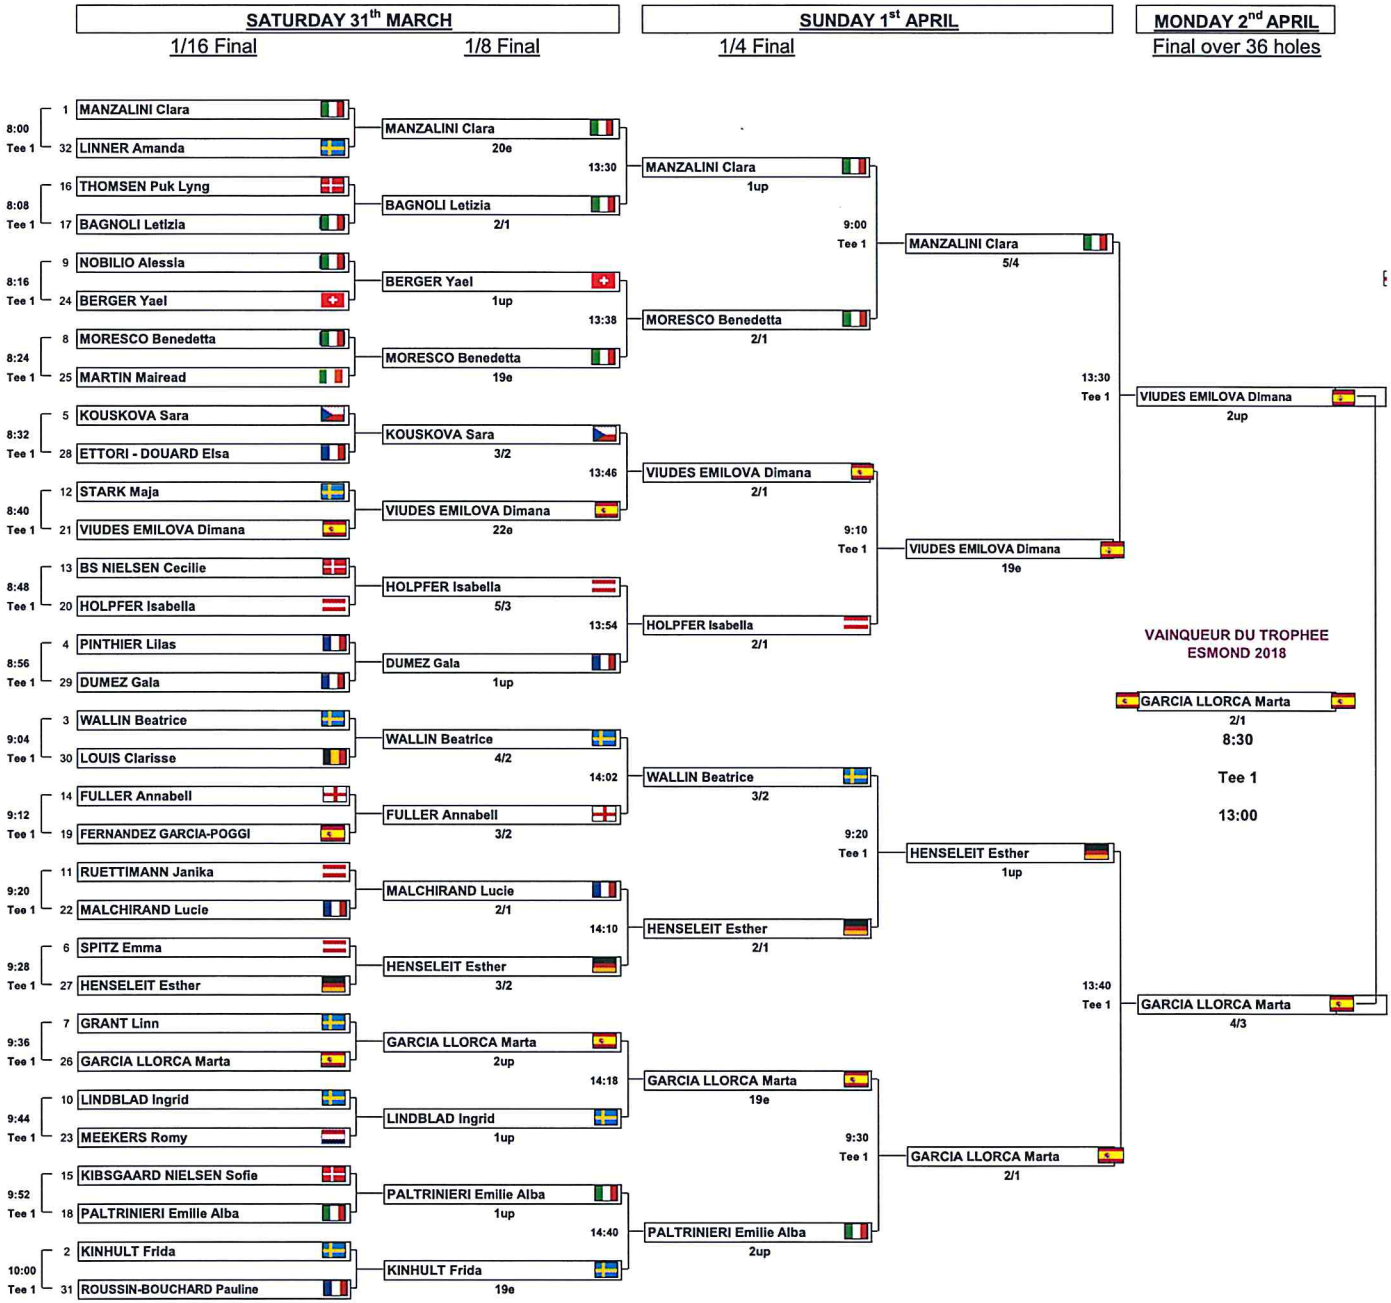 SATURDAY 31th MARCH
SUNDAY 1st APRIL
MONDAY 2nd APRIL
1/16 Final
1/8 Final
1/4 Final
Final over 36 holes
8:00
Tee 1
1 MANZALINI Clara
32 LINNER Amanda
8:08
Tee 1
16 THOMSEN Puk Lyng
17 BAGNOLI Letizia
8:16
Tee 1
9 NOBILIO Alessia
24 BERGER Yael
8:24
Tee 1
8 MORESCO Benedetta
25 MARTIN Mairead
8:32
Tee 1
5 KOUSKOVA Sara
28 ETTORI - DOUARD Elsa
8:40
Tee 1
12 STARK Maja
21 VIUDES EMILOVA Dimana
8:48
Tee 1
13 BS NIELSEN Cecilie
20 HOLPFER Isabella
8:56
Tee 1
4 PINTHIER Lilas
29 DUMEZ Gala
9:04
Tee 1
3 WALLIN Beatrice
30 LOUIS Clarisse
9:12
Tee 1
14 FULLER Annabell
19 FERNANDEZ GARCIA-POGGI
9:20
Tee 1
11 RUETTIMANN Janika
22 MALCHIRAND Lucie
9:28
Tee 1
6 SPITZ Emma
27 HENSELEIT Esther
9:36
Tee 1
7 GRANT Linn
26 GARCIA LLORCA Marta
9:44
Tee 1
10 LINDBLAD Ingrid
23 MEEKERS Romy
9:52
Tee 1
15 KIBSGAARD NIELSEN Sofie
18 PALTRINIERI Emilie Alba
10:00
Tee 1
2 KINHULT Frida
31 ROUSSIN-BOUCHARD Pauline
MANZALINI Clara
20e
13:30
BAGNOLI Letizia
2/1
BERGER Yael
1up
13:38
MORESCO Benedetta
19e
KOUSKOVA Sara
3/2
13:46
VIUDES EMILOVA Dimana
22e
HOLPFER Isabella
5/3
13:54
DUMEZ Gala
1up
WALLIN Beatrice
4/2
14:02
FULLER Annabell
3/2
MALCHIRAND Lucie
2/1
14:10
HENSELEIT Esther
3/2
GARCIA LLORCA Marta
2up
14:18
LINDBLAD Ingrid
1up
PALTRINIERI Emilie Alba
1up
14:40
KINHULT Frida
19e
MANZALINI Clara
1up
9:00
Tee 1
MORESCO Benedetta
2/1
VIUDES EMILOVA Dimana
2/1
9:10
Tee 1
HOLPFER Isabella
2/1
WALLIN Beatrice
3/2
9:20
Tee 1
HENSELEIT Esther
2/1
GARCIA LLORCA Marta
19e
9:30
Tee 1
PALTRINIERI Emilie Alba
2up
MANZALINI Clara
5/4
13:30
Tee 1
VIUDES EMILOVA Dimana
19e
HENSELEIT Esther
1up
13:40
Tee 1
GARCIA LLORCA Marta
2/1
VIUDES EMILOVA Dimana
2up
VAINQUEUR DU TROPHEE
ESMOND 2018
GARCIA LLORCA Marta
2/1
8:30
Tee 1
13:00
GARCIA LLORCA Marta
4/3